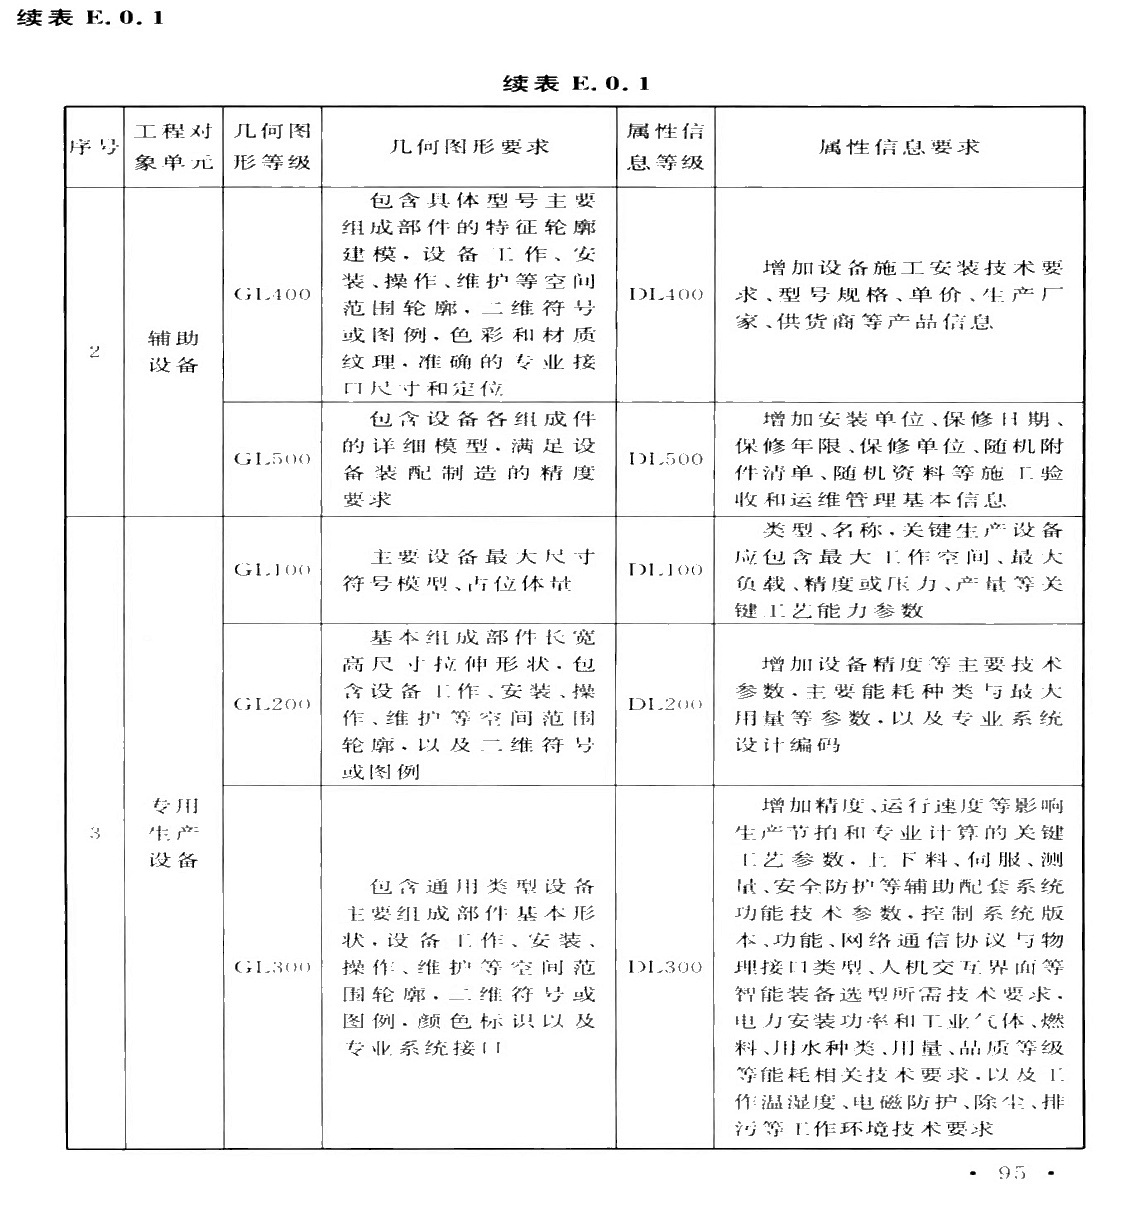 续表 E.0.1
续表 E.0.1
序号
工程对
象单元
几何图
形等级
几何图形要求
属性信
息等级
属性信息要求
2
辅助
设备
GL400
包含具体型号主要
组成部件的特征轮廓
建模，设备工作、安
装、操作、维护等空间
范围轮廓，二维符号
或图例，色彩和材质
纹理，准确的专业接
口尺寸和定位
DL400
增加设备施工安装技术要
求、型号规格、单价、生产厂
家、供货商等产品信息
GL500
包含设备各组成件
的详细模型，满足设
备装配制造的精度
要求
DL500
增加安装单位、保修日期、
保修年限、保修单位、随机附
件清单、随机资料等施工验
收和运维管理基本信息
3
专用
生产
设备
GL100
主要设备最大尺寸
符号模型、占位体量
DL100
类型、名称，关键生产设备
应包含最大工作空间、最大
负载、精度或压力、产量等关
键工艺能力参数
GL200
基本组成部件长宽
高尺寸拉伸形状，包
含设备工作、安装、操
作、维护等空间范围
轮廓，以及二维符号
或图例
DL200
增加设备精度等主要技术
参数，主要能耗种类与最大
用量等参数，以及专业系统
设计编码
GL300
包含通用类型设备
主要组成部件基本形
状，设备工作、安装、
操作、维护等空间范
围轮廓，二维符号或
图例，颜色标识以及
专业系统接口
DL300
增加精度、运行速度等影响
生产节拍和专业计算的关键
工艺参数，上下料、伺服、测
量、安全防护等辅助配套系统
功能技术参数，控制系统版
本、功能、网络通信协议与物
理接口类型、人机交互界面等
智能装备选型所需技术要求，
电力安装功率和工业气体、燃
料、用水种类、用量、品质等级
等能耗相关技术要求，以及工
作温湿度、电磁防护、除尘、排
污等工作环境技术要求
• 95 •